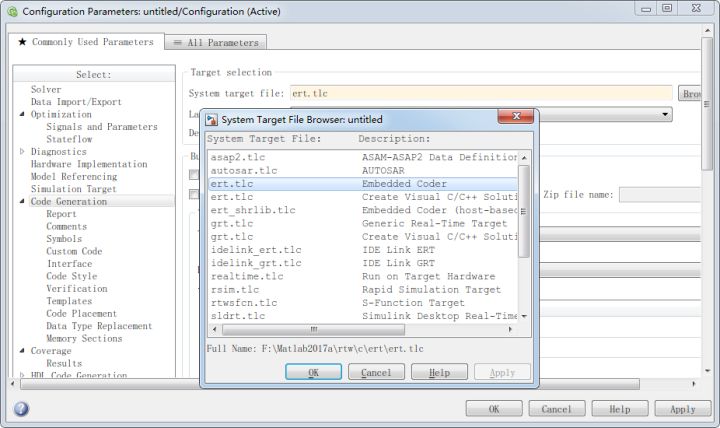 Configuration Parameters: untitled/Configuration (Active)
★ Commonly Used Parameters
≡ All Parameters
Select:
Solver
Data Import/Export
Optimization
Signals and Parameters
Stateflow
Diagnostics
Hardware Implementation
Model Referencing
Simulation Target
Code Generation
Report
Comments
Symbols
Custom Code
Interface
Code Style
Verification
Templates
Code Placement
Data Type Replacement
Memory Sections
Coverage
Results
HDL Code Generation
Target selection
System target file: ert.tlc
Brow
La
De
Bu
Zip file name:
System Target File Browser: untitled
System Target File: Description:
asap2.tlc ASAM-ASAP2 Data Definition
autosar.tlc AUTOSAR
ert.tlc Embedded Coder
ert.tlc Create Visual C/C++ Soluti
ert_shrlib.tlc Embedded Coder (host-based
grt.tlc Generic Real-Time Target
grt.tlc Create Visual C/C++ Soluti
idelink_ert.tlc IDE Link ERT
idelink_grt.tlc IDE Link GRT
realtime.tlc Run on Target Hardware
rsim.tlc Rapid Simulation Target
rtwsfcn.tlc S-Function Target
sldrt.tlc Simulink Desktop Real-Time
Full Name: F:\Matlab2017a\rtw\c\ert\ert.tlc
OK Cancel Help Apply
OK Cancel Help Apply